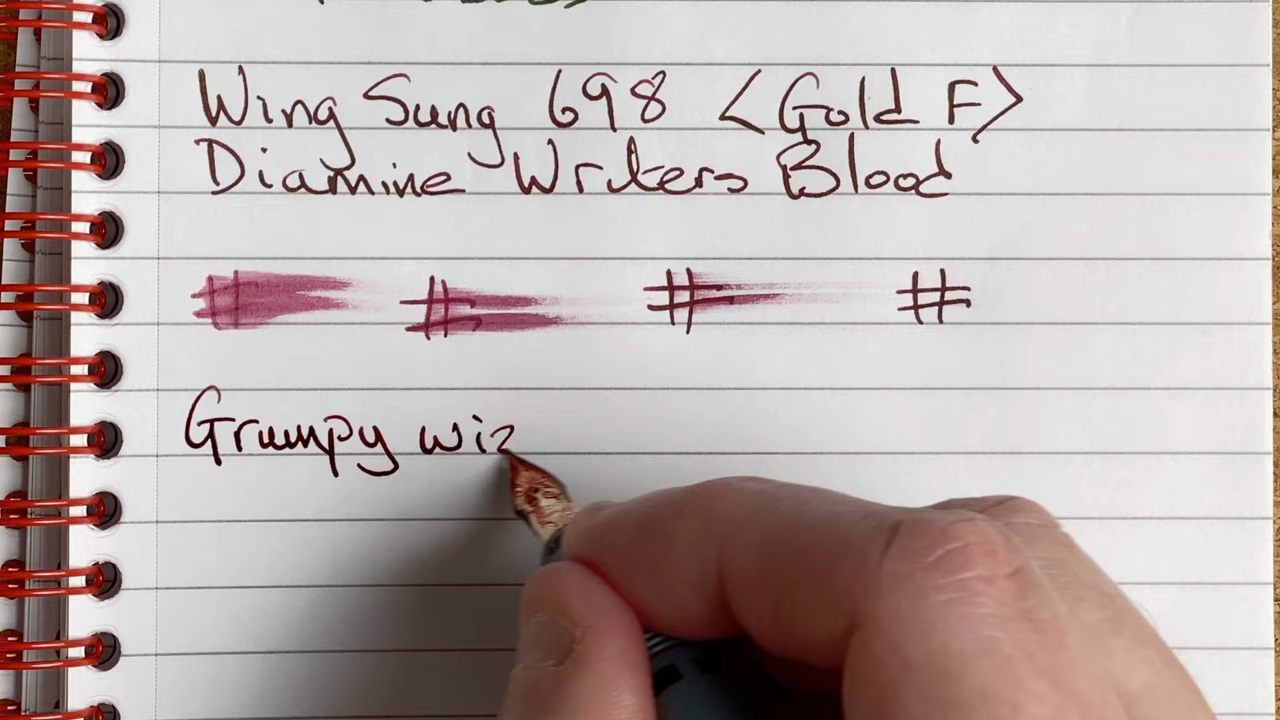 Wing Sung 698 <Gold F>
Diamine Writers Blood
# # # #
Grumpy wiz